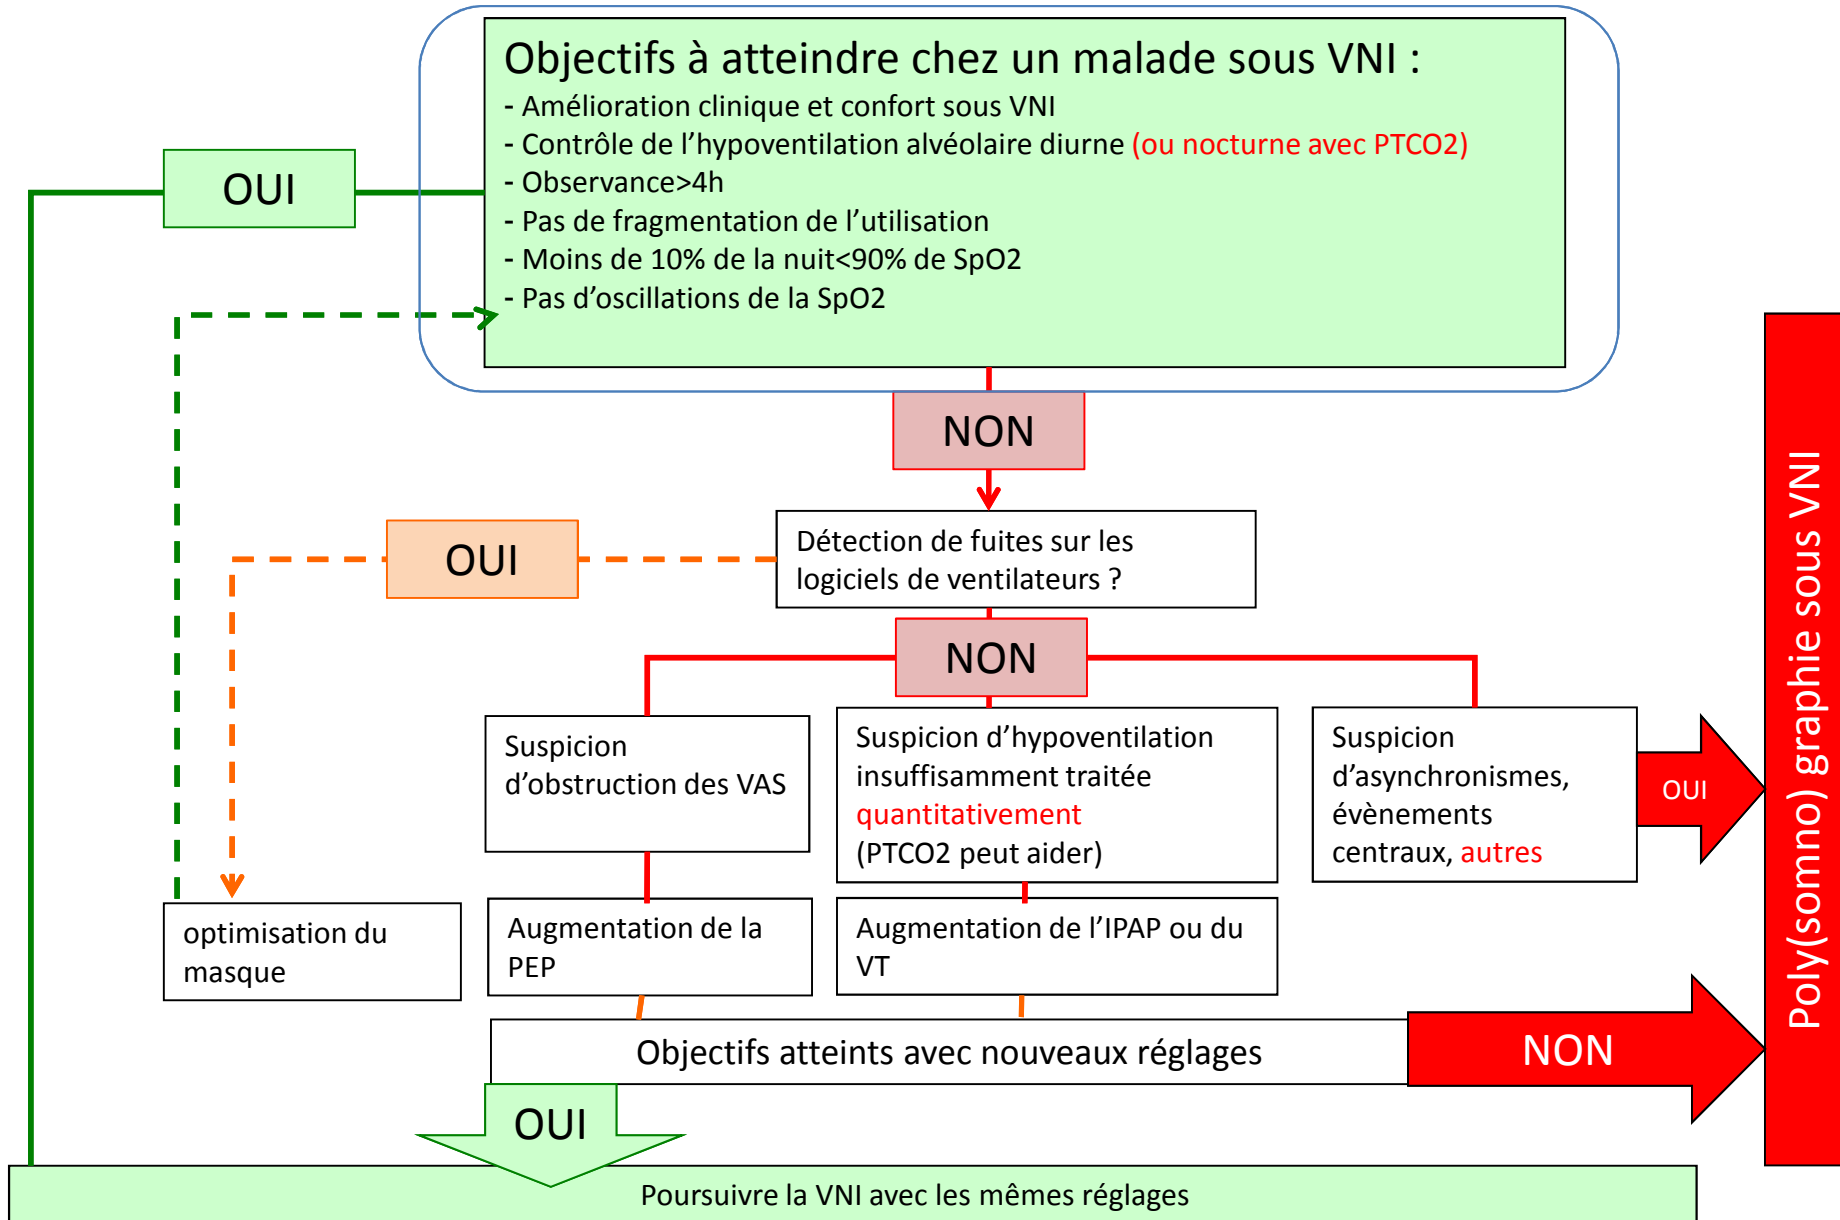 Objectifs à atteindre chez un malade sous VNI :
- Amélioration clinique et confort sous VNI
- Contrôle de l’hypoventilation alvéolaire diurne (ou nocturne avec PTCO2)
- Observance>4h
- Pas de fragmentation de l’utilisation
- Moins de 10% de la nuit<90% de SpO2
- Pas d’oscillations de la SpO2
OUI
NON
Détection de fuites sur les
logiciels de ventilateurs ?
OUI
NON
Suspicion
d’obstruction des VAS
Suspicion d’hypoventilation
insuffisamment traitée
quantitativement
(PTCO2 peut aider)
Suspicion
d’asynchronismes,
évènements
centraux, autres
OUI
Poly(somno) graphie sous VNI
optimisation du
masque
Augmentation de la
PEP
Augmentation de l’IPAP ou du
VT
Objectifs atteints avec nouveaux réglages
NON
OUI
Poursuivre la VNI avec les mêmes réglages